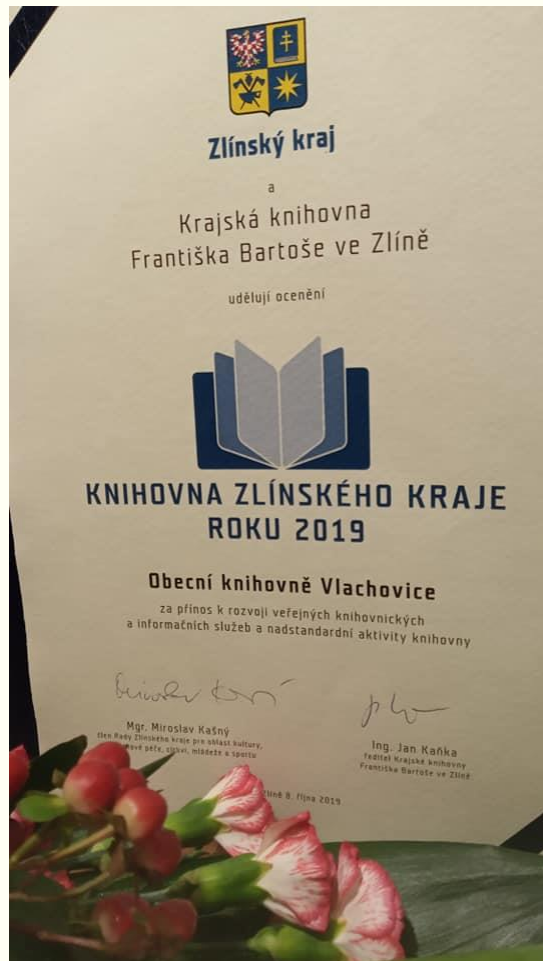 Zlínský kraj
a
Krajská knihovna
Františka Bartoše ve Zlíně
udělují ocenění
KNIHOVNA ZLÍNSKÉHO KRAJE
ROKU 2019
Obecní knihovně Vlachovice
za přínos k rozvoji veřejných knihovnických
a informačních služeb a nadstandardní aktivity knihovny
Mgr. Miroslav Kašný
člen Rady Zlínského kraje pro oblast kultury,
péče, církví, mládeže a sportu
Ing. Jan Kaňka
ředitel Krajské knihovny
Františka Bartoše ve Zlíně
8. října 2019